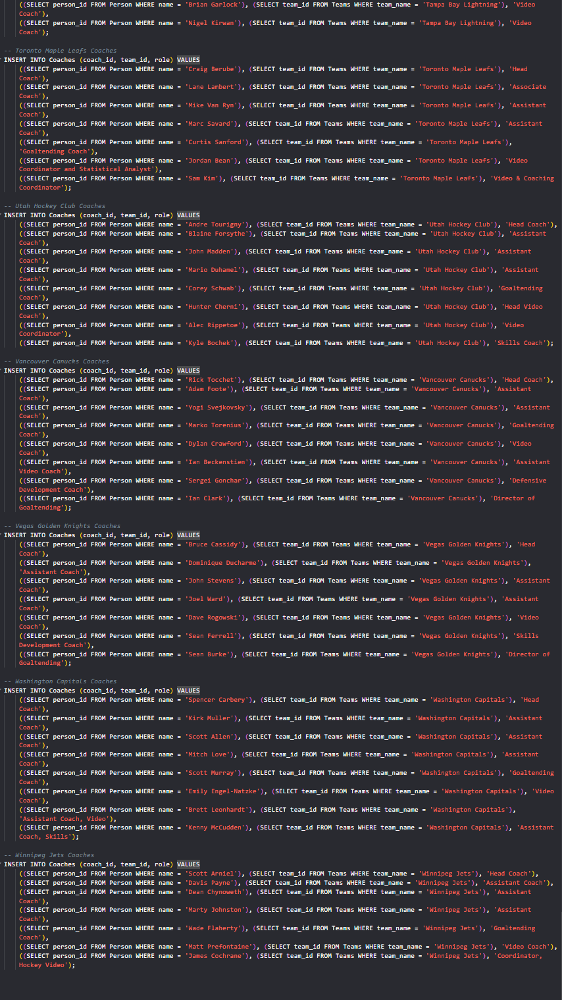 ((SELECT person_id FROM Person WHERE name = 'Brian Garlock'), (SELECT team_id FROM Teams WHERE team_name = 'Tampa Bay Lightning'), 'Video
Coach'),
((SELECT person_id FROM Person WHERE name = 'Nigel Kirwan'), (SELECT team_id FROM Teams WHERE team_name = 'Tampa Bay Lightning'), 'Video
Coach');
-- Toronto Maple Leafs Coaches
INSERT INTO Coaches (coach_id, team_id, role) VALUES
((SELECT person_id FROM Person WHERE name = 'Craig Berube'), (SELECT team_id FROM Teams WHERE team_name = 'Toronto Maple Leafs'), 'Head
Coach'),
((SELECT person_id FROM Person WHERE name = 'Lane Lambert'), (SELECT team_id FROM Teams WHERE team_name = 'Toronto Maple Leafs'), 'Associate
Coach'),
((SELECT person_id FROM Person WHERE name = 'Mike Van Ryn'), (SELECT team_id FROM Teams WHERE team_name = 'Toronto Maple Leafs'), 'Assistant
Coach'),
((SELECT person_id FROM Person WHERE name = 'Marc Savard'), (SELECT team_id FROM Teams WHERE team_name = 'Toronto Maple Leafs'), 'Assistant
Coach'),
((SELECT person_id FROM Person WHERE name = 'Curtis Sanford'), (SELECT team_id FROM Teams WHERE team_name = 'Toronto Maple Leafs'),
'Goaltending Coach'),
((SELECT person_id FROM Person WHERE name = 'Jordan Bean'), (SELECT team_id FROM Teams WHERE team_name = 'Toronto Maple Leafs'), 'Video
Coordinator and Statistical Analyst'),
((SELECT person_id FROM Person WHERE name = 'Sam Kim'), (SELECT team_id FROM Teams WHERE team_name = 'Toronto Maple Leafs'), 'Video & Coaching
Coordinator');
-- Utah Hockey Club Coaches
INSERT INTO Coaches (coach_id, team_id, role) VALUES
((SELECT person_id FROM Person WHERE name = 'Andre Tourigny'), (SELECT team_id FROM Teams WHERE team_name = 'Utah Hockey Club'), 'Head Coach'),
((SELECT person_id FROM Person WHERE name = 'Blaine Forsythe'), (SELECT team_id FROM Teams WHERE team_name = 'Utah Hockey Club'), 'Assistant
Coach'),
((SELECT person_id FROM Person WHERE name = 'John Madden'), (SELECT team_id FROM Teams WHERE team_name = 'Utah Hockey Club'), 'Assistant
Coach'),
((SELECT person_id FROM Person WHERE name = 'Mario Duhamel'), (SELECT team_id FROM Teams WHERE team_name = 'Utah Hockey Club'), 'Assistant
Coach'),
((SELECT person_id FROM Person WHERE name = 'Corey Schwab'), (SELECT team_id FROM Teams WHERE team_name = 'Utah Hockey Club'), 'Goaltending
Coach'),
((SELECT person_id FROM Person WHERE name = 'Hunter Cherni'), (SELECT team_id FROM Teams WHERE team_name = 'Utah Hockey Club'), 'Head Video
Coach'),
((SELECT person_id FROM Person WHERE name = 'Alec Rippetoe'), (SELECT team_id FROM Teams WHERE team_name = 'Utah Hockey Club'), 'Video
Coordinator'),
((SELECT person_id FROM Person WHERE name = 'Kyle Bochek'), (SELECT team_id FROM Teams WHERE team_name = 'Utah Hockey Club'), 'Skills Coach');
-- Vancouver Canucks Coaches
INSERT INTO Coaches (coach_id, team_id, role) VALUES
((SELECT person_id FROM Person WHERE name = 'Rick Tocchet'), (SELECT team_id FROM Teams WHERE team_name = 'Vancouver Canucks'), 'Head Coach'),
((SELECT person_id FROM Person WHERE name = 'Adam Foote'), (SELECT team_id FROM Teams WHERE team_name = 'Vancouver Canucks'), 'Assistant
Coach'),
((SELECT person_id FROM Person WHERE name = 'Yogi Svejkovsky'), (SELECT team_id FROM Teams WHERE team_name = 'Vancouver Canucks'), 'Assistant
Coach'),
((SELECT person_id FROM Person WHERE name = 'Marko Torenius'), (SELECT team_id FROM Teams WHERE team_name = 'Vancouver Canucks'), 'Goaltending
Coach'),
((SELECT person_id FROM Person WHERE name = 'Dylan Crawford'), (SELECT team_id FROM Teams WHERE team_name = 'Vancouver Canucks'), 'Video
Coach'),
((SELECT person_id FROM Person WHERE name = 'Ian Beckenstien'), (SELECT team_id FROM Teams WHERE team_name = 'Vancouver Canucks'), 'Assistant
Video Coach'),
((SELECT person_id FROM Person WHERE name = 'Sergei Gonchar'), (SELECT team_id FROM Teams WHERE team_name = 'Vancouver Canucks'), 'Defensive
Development Coach'),
((SELECT person_id FROM Person WHERE name = 'Ian Clark'), (SELECT team_id FROM Teams WHERE team_name = 'Vancouver Canucks'), 'Director of
Goaltending');
-- Vegas Golden Knights Coaches
INSERT INTO Coaches (coach_id, team_id, role) VALUES
((SELECT person_id FROM Person WHERE name = 'Bruce Cassidy'), (SELECT team_id FROM Teams WHERE team_name = 'Vegas Golden Knights'), 'Head
Coach'),
((SELECT person_id FROM Person WHERE name = 'Dominique Ducharme'), (SELECT team_id FROM Teams WHERE team_name = 'Vegas Golden Knights'),
'Assistant Coach'),
((SELECT person_id FROM Person WHERE name = 'John Stevens'), (SELECT team_id FROM Teams WHERE team_name = 'Vegas Golden Knights'), 'Assistant
Coach'),
((SELECT person_id FROM Person WHERE name = 'Joel Ward'), (SELECT team_id FROM Teams WHERE team_name = 'Vegas Golden Knights'), 'Assistant
Coach'),
((SELECT person_id FROM Person WHERE name = 'Dave Rogowski'), (SELECT team_id FROM Teams WHERE team_name = 'Vegas Golden Knights'), 'Video
Coach'),
((SELECT person_id FROM Person WHERE name = 'Sean Ferrell'), (SELECT team_id FROM Teams WHERE team_name = 'Vegas Golden Knights'), 'Skills
Development Coach'),
((SELECT person_id FROM Person WHERE name = 'Sean Burke'), (SELECT team_id FROM Teams WHERE team_name = 'Vegas Golden Knights'), 'Director of
Goaltending');
-- Washington Capitals Coaches
INSERT INTO Coaches (coach_id, team_id, role) VALUES
((SELECT person_id FROM Person WHERE name = 'Spencer Carbery'), (SELECT team_id FROM Teams WHERE team_name = 'Washington Capitals'), 'Head
Coach'),
((SELECT person_id FROM Person WHERE name = 'Kirk Muller'), (SELECT team_id FROM Teams WHERE team_name = 'Washington Capitals'), 'Assistant
Coach'),
((SELECT person_id FROM Person WHERE name = 'Scott Allen'), (SELECT team_id FROM Teams WHERE team_name = 'Washington Capitals'), 'Assistant
Coach'),
((SELECT person_id FROM Person WHERE name = 'Mitch Love'), (SELECT team_id FROM Teams WHERE team_name = 'Washington Capitals'), 'Assistant
Coach'),
((SELECT person_id FROM Person WHERE name = 'Scott Murray'), (SELECT team_id FROM Teams WHERE team_name = 'Washington Capitals'), 'Goaltending
Coach'),
((SELECT person_id FROM Person WHERE name = 'Emily Engel-Natzke'), (SELECT team_id FROM Teams WHERE team_name = 'Washington Capitals'), 'Video
Coach'),
((SELECT person_id FROM Person WHERE name = 'Brett Leonhardt'), (SELECT team_id FROM Teams WHERE team_name = 'Washington Capitals'),
'Assistant Coach, Video'),
((SELECT person_id FROM Person WHERE name = 'Kenny McCudden'), (SELECT team_id FROM Teams WHERE team_name = 'Washington Capitals'), 'Assistant
Coach, Skills');
-- Winnipeg Jets Coaches
INSERT INTO Coaches (coach_id, team_id, role) VALUES
((SELECT person_id FROM Person WHERE name = 'Scott Arniel'), (SELECT team_id FROM Teams WHERE team_name = 'Winnipeg Jets'), 'Head Coach'),
((SELECT person_id FROM Person WHERE name = 'Davis Payne'), (SELECT team_id FROM Teams WHERE team_name = 'Winnipeg Jets'), 'Assistant Coach'),
((SELECT person_id FROM Person WHERE name = 'Dean Chynoweth'), (SELECT team_id FROM Teams WHERE team_name = 'Winnipeg Jets'), 'Assistant
Coach'),
((SELECT person_id FROM Person WHERE name = 'Marty Johnston'), (SELECT team_id FROM Teams WHERE team_name = 'Winnipeg Jets'), 'Assistant
Coach'),
((SELECT person_id FROM Person WHERE name = 'Wade Flaherty'), (SELECT team_id FROM Teams WHERE team_name = 'Winnipeg Jets'), 'Goaltending
Coach'),
((SELECT person_id FROM Person WHERE name = 'Matt Prefontaine'), (SELECT team_id FROM Teams WHERE team_name = 'Winnipeg Jets'), 'Video Coach'),
((SELECT person_id FROM Person WHERE name = 'James Cochrane'), (SELECT team_id FROM Teams WHERE team_name = 'Winnipeg Jets'), 'Coordinator,
Hockey Video');